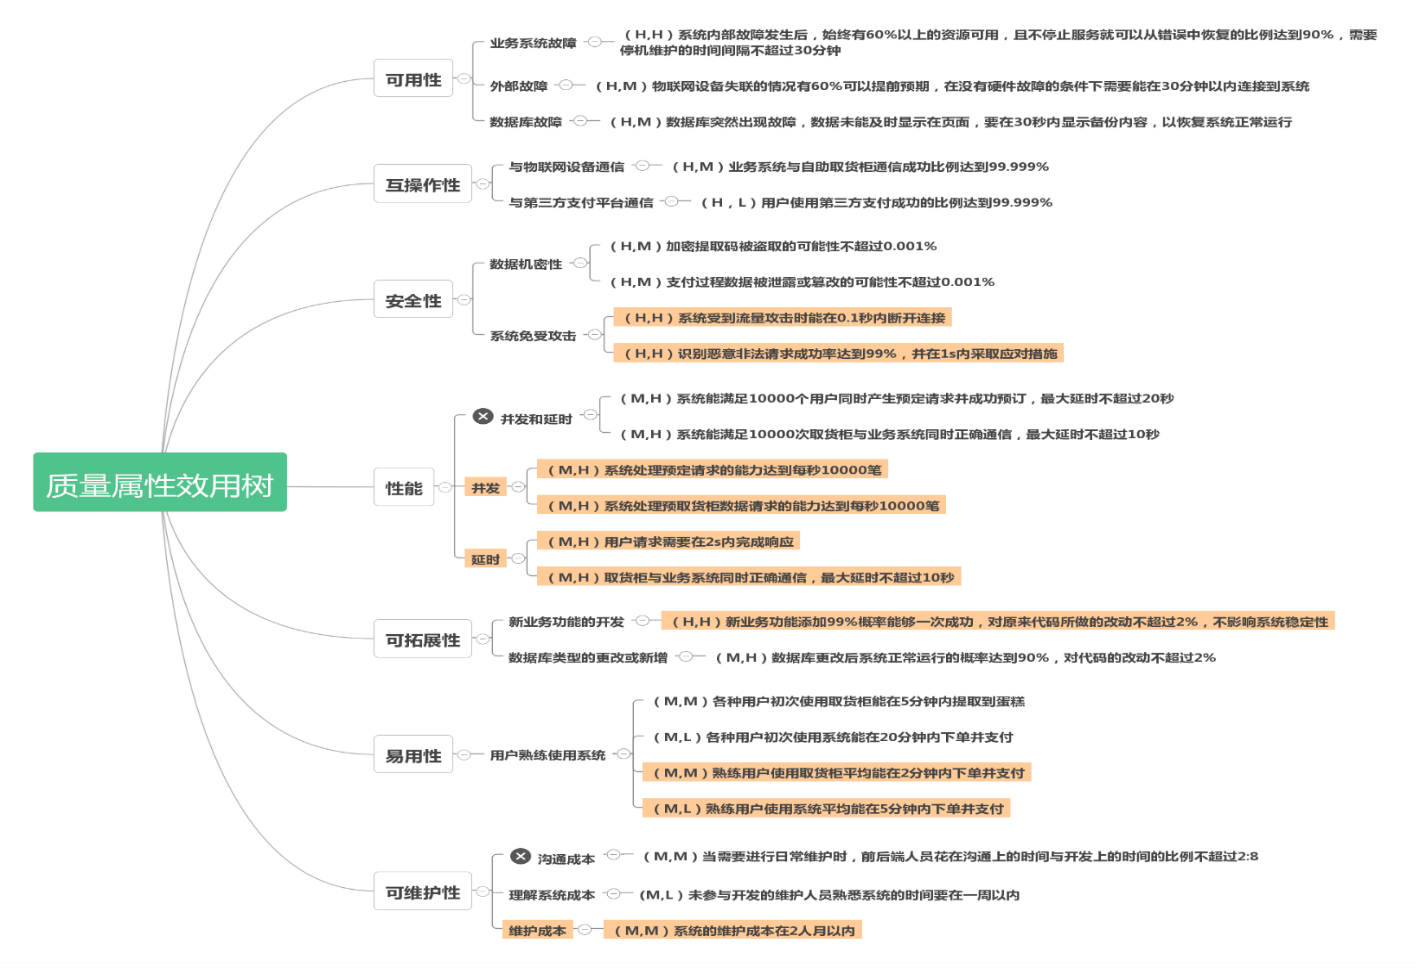 质量属性效用树
可用性
业务系统故障
（H,H）系统内部故障发生后，始终有60%以上的资源可用，且不停止服务就可以从错误中恢复的比例达到90%，需要
停机维护的时间间隔不超过30分钟
外部故障
（H,M）物联网设备失联的情况有60%可以提前预期，在没有硬件故障的条件下需要能在30分钟以内连接到系统
数据库故障
（H,M）数据库突然出现故障，数据未能及时显示在页面，要在30秒内显示备份内容，以恢复系统正常运行
互操作性
与物联网设备通信
（H,M）业务系统与自助取货柜通信成功比例达到99.999%
与第三方支付平台通信
（H，L）用户使用第三方支付成功的比例达到99.999%
安全性
数据机密性
（H,M）加密提取码被盗取的可能性不超过0.001%
（H,M）支付过程数据被泄露或篡改的可能性不超过0.001%
系统免受攻击
（H,H）系统受到流量攻击时能在0.1秒内断开连接
（H,H）识别恶意非法请求成功率达到99%，并在1s内采取应对措施
性能
并发和延时
（M,H）系统能满足10000个用户同时产生预定请求并成功预订，最大延时不超过20秒
（M,H）系统能满足10000次取货柜与业务系统同时正确通信，最大延时不超过10秒
并发
（M,H）系统处理预定请求的能力达到每秒10000笔
（M,H）系统处理预取货柜数据请求的能力达到每秒10000笔
延时
（M,H）用户请求需要在2s内完成响应
（M,H）取货柜与业务系统同时正确通信，最大延时不超过10秒
可拓展性
新业务功能的开发
（H,H）新业务功能添加99%概率能够一次成功，对原来代码所做的改动不超过2%，不影响系统稳定性
数据库类型的更改或新增
（M,H）数据库更改后系统正常运行的概率达到90%，对代码的改动不超过2%
易用性
用户熟练使用系统
（M,M）各种用户初次使用取货柜能在5分钟内提取到蛋糕
（M,L）各种用户初次使用系统能在20分钟内下单并支付
（M,M）熟练用户使用取货柜平均能在2分钟内下单并支付
（M,L）熟练用户使用系统平均能在5分钟内下单并支付
可维护性
沟通成本
（M,M）当需要进行日常维护时，前后端人员花在沟通上的时间与开发上的时间的比例不超过2:8
理解系统成本
(M,L）未参与开发的维护人员熟悉系统的时间要在一周以内
维护成本
（M,M）系统的维护成本在2人月以内